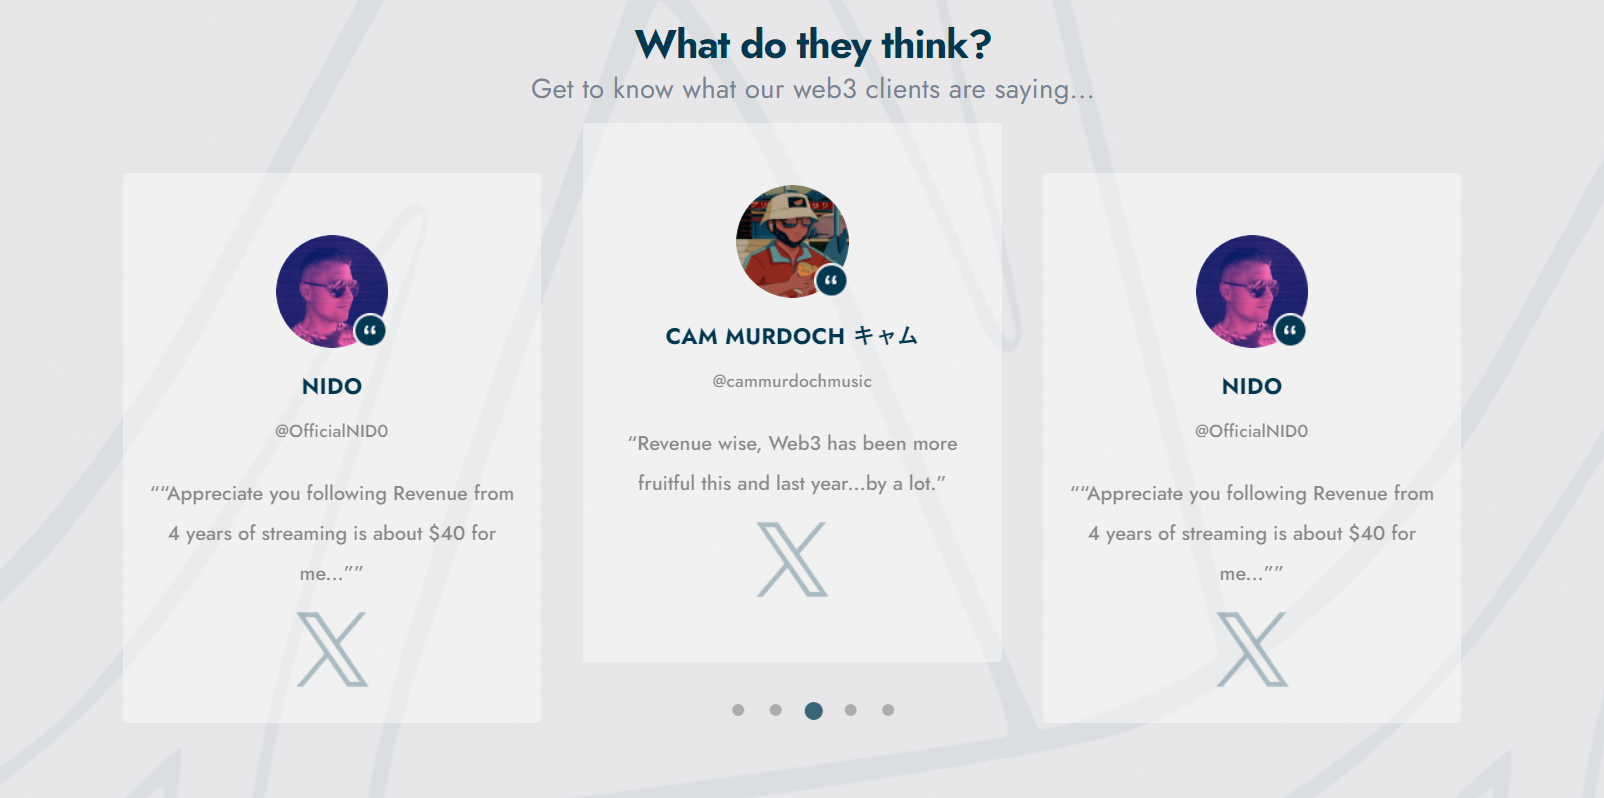 What do they think?
Get to know what our web3 clients are saying...
NIDO
@OfficialNID0
““Appreciate you following Revenue from
4 years of streaming is about $40 for
me...””
CAM MURDOCH キャム
@cammurdochmusic
“Revenue wise, Web3 has been more
fruitful this and last year...by a lot.”
NIDO
@OfficialNID0
““Appreciate you following Revenue from
4 years of streaming is about $40 for
me...””